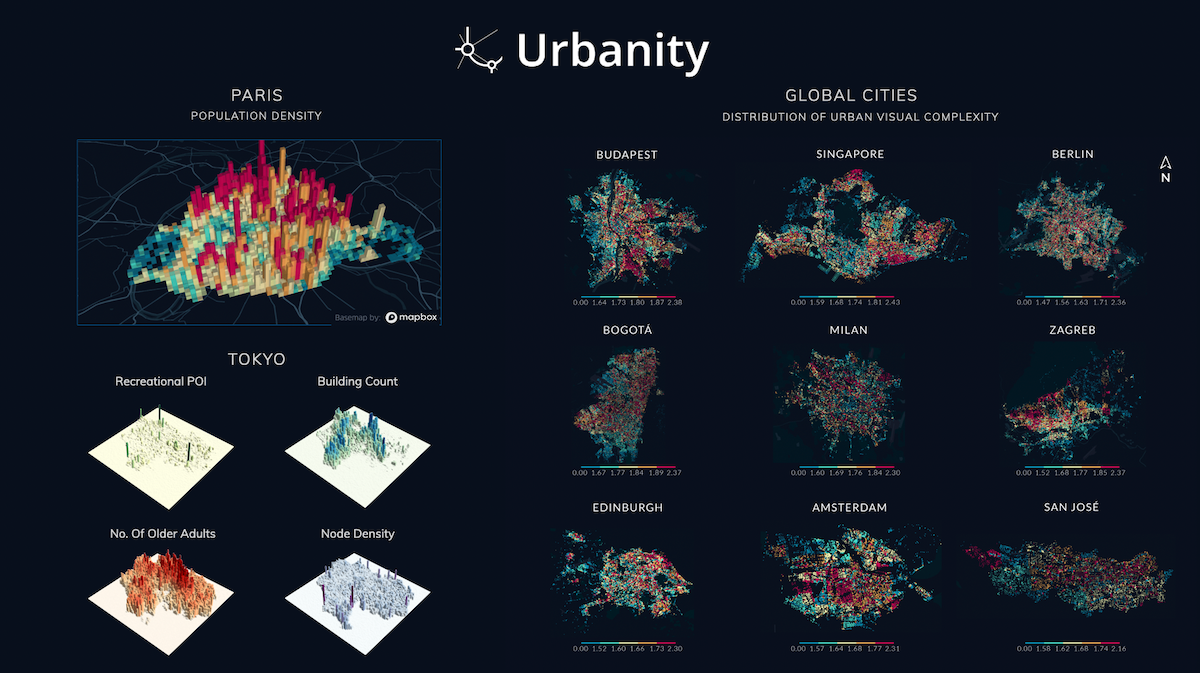 Urbanity
PARIS
POPULATION DENSITY
Basemap by: mapbox
TOKYO
Recreational POI
Building Count
No. Of Older Adults
Node Density
GLOBAL CITIES
DISTRIBUTION OF URBAN VISUAL COMPLEXITY
N
BUDAPEST
0.00 1.64 1.73 1.80 1.87 2.38
SINGAPORE
0.00 1.59 1.68 1.74 1.81 2.43
BERLIN
0.00 1.47 1.56 1.63 1.71 2.36
BOGOTÁ
0.00 1.67 1.77 1.84 1.89 2.37
MILAN
0.00 1.60 1.69 1.76 1.84 2.30
ZAGREB
0.00 1.52 1.68 1.77 1.85 2.37
EDINBURGH
0.00 1.52 1.60 1.66 1.73 2.30
AMSTERDAM
0.00 1.57 1.64 1.68 1.77 2.31
SAN JOSÉ
0.00 1.58 1.62 1.68 1.74 2.16